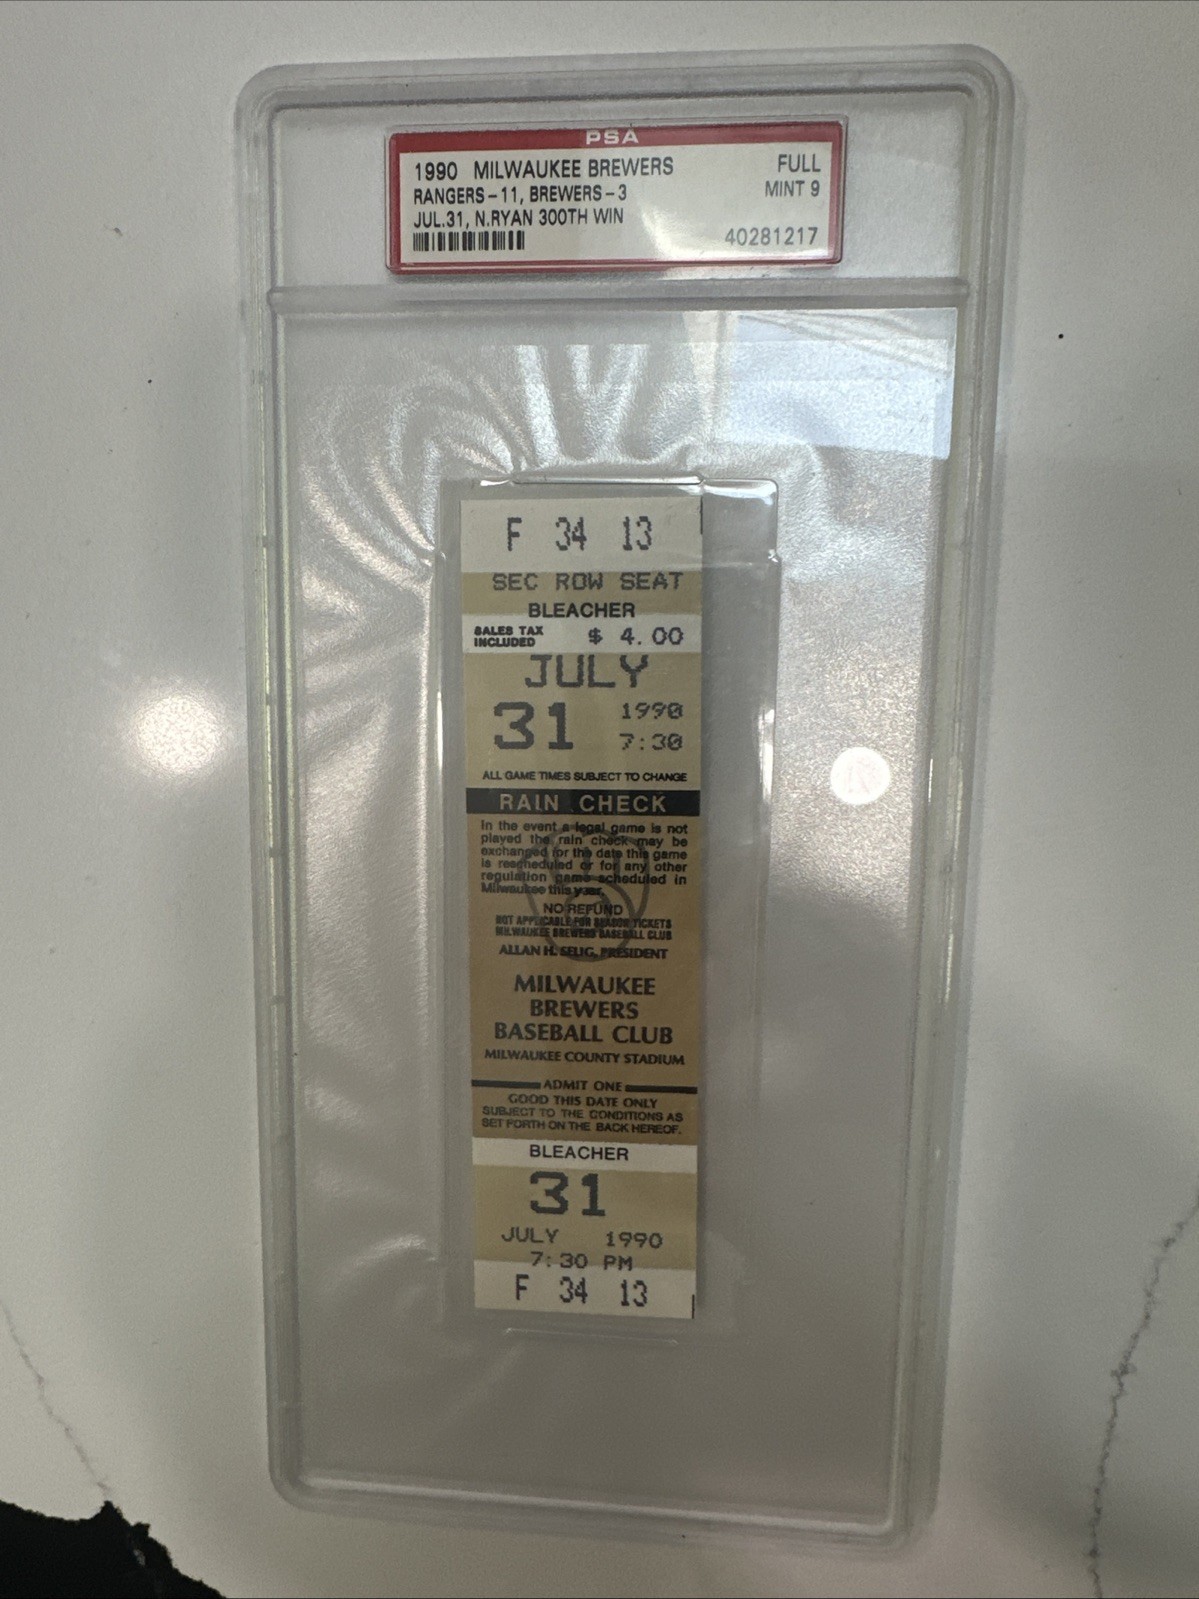 PSA
1990 MILWAUKEE BREWERS FULL
RANGERS-11, BREWERS-3 MINT 9
JUL.31, N.RYAN 300TH WIN
40281217
F 34 13
SEC ROW SEAT
BLEACHER
SALES TAX INCLUDED $ 4.00
JULY
31 1990
7:30
ALL GAME TIMES SUBJECT TO CHANGE
RAIN CHECK
In the event a legal game is not
played the rain check may be
exchanged for the date this game
is rescheduled or for any other
regulation game scheduled in
Milwaukee this year.
NO REFUND
NOT APPLICABLE FOR SEASON TICKETS
MILWAUKEE BREWERS BASEBALL CLUB
ALLAN H. SELIG, PRESIDENT
MILWAUKEE
BREWERS
BASEBALL CLUB
MILWAUKEE COUNTY STADIUM
ADMIT ONE
GOOD THIS DATE ONLY
SUBJECT TO THE CONDITIONS AS
SET FORTH ON THE BACK HEREOF.
BLEACHER
31
JULY 1990
7:30 PM
F 34 13